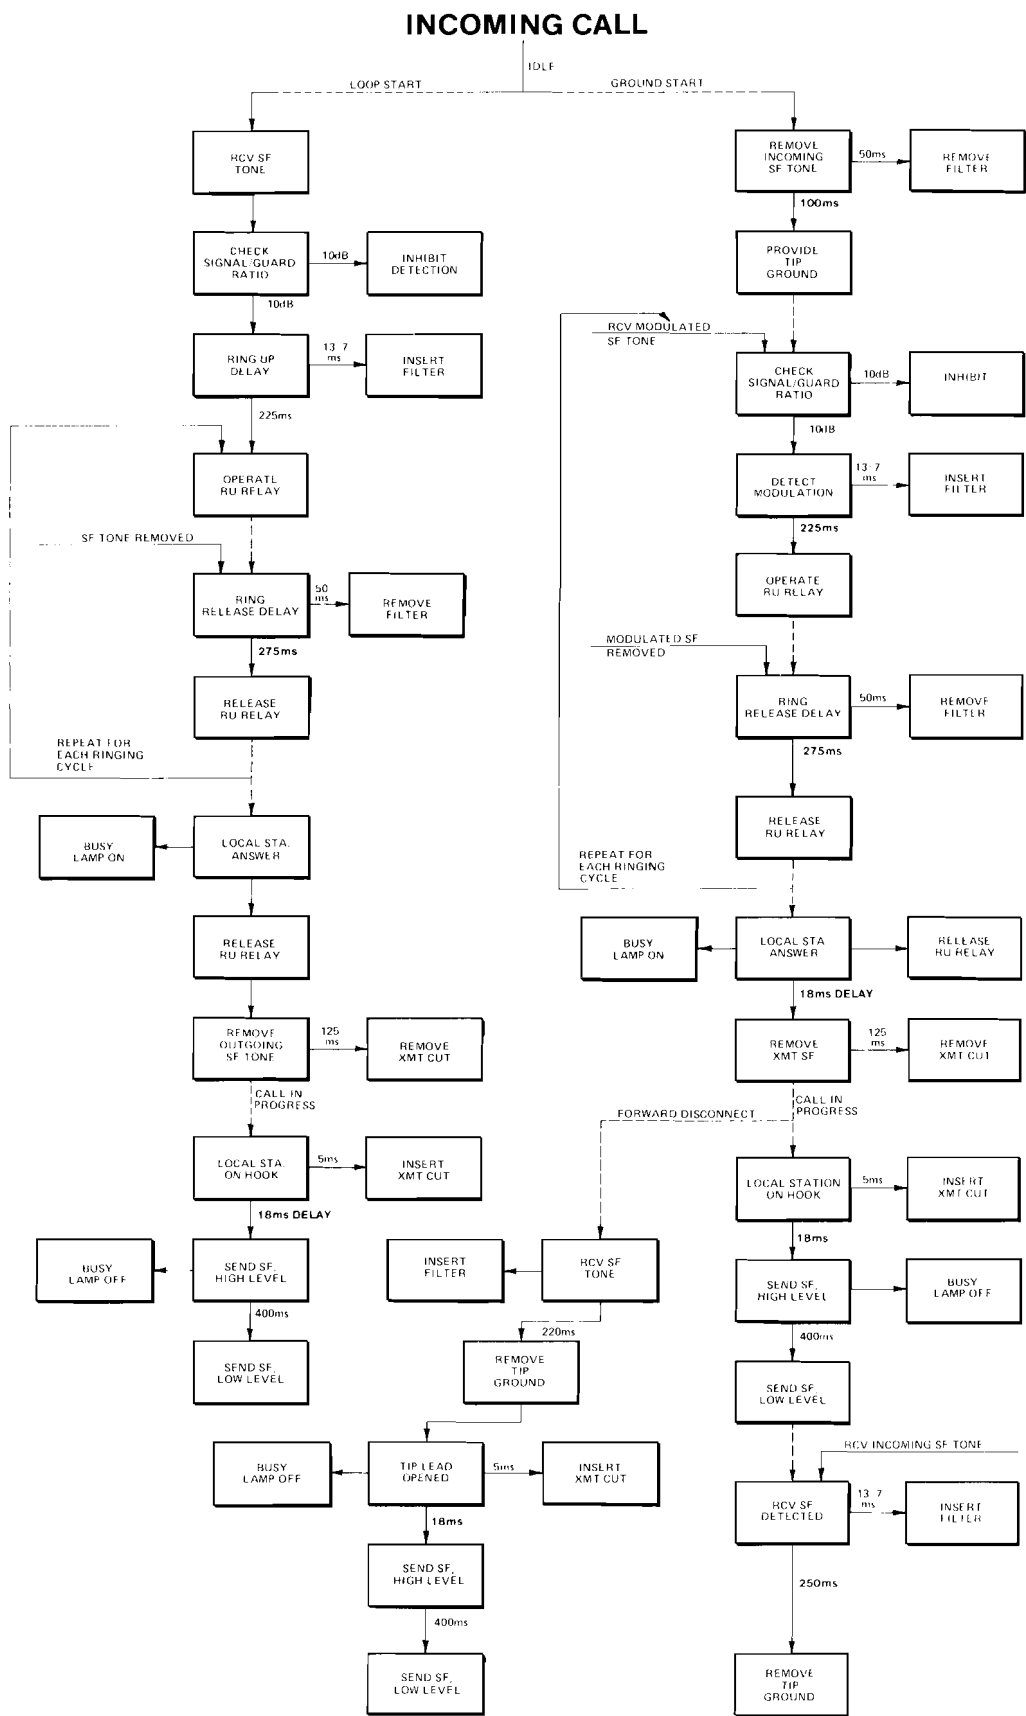 INCOMING CALL
IDLE
LOOP START
GROUND START
RCV SF
TONE
CHECK
SIGNAL/GUARD
RATIO
10dB
INHIBIT
DETECTION
10dB
RING UP
DELAY
13-7
ms
INSERT
FILTER
225ms
OPERATE
RU RELAY
SF TONE REMOVED
RING
RELEASE DELAY
50
ms
REMOVE
FILTER
275ms
RELEASE
RU RELAY
REPEAT FOR
EACH RINGING
CYCLE
BUSY
LAMP ON
LOCAL STA.
ANSWER
RELEASE
RU RELAY
REMOVE
OUTGOING
SF TONE
125
ms
REMOVE
XMT CUT
CALL IN
PROGRESS
LOCAL STA.
ON HOOK
5ms
INSERT
XMT CUT
18ms DELAY
BUSY
LAMP OFF
SEND SF,
HIGH LEVEL
400ms
SEND SF,
LOW LEVEL
REMOVE
INCOMING
SF TONE
50ms
REMOVE
FILTER
100ms
PROVIDE
TIP
GROUND
RCV MODULATED
SF TONE
CHECK
SIGNAL/GUARD
RATIO
10dB
INHIBIT
10dB
DETECT
MODULATION
13-7
ms
INSERT
FILTER
225ms
OPERATE
RU RELAY
MODULATED SF
REMOVED
RING
RELEASE DELAY
50ms
REMOVE
FILTER
275ms
RELEASE
RU RELAY
REPEAT FOR
EACH RINGING
CYCLE
BUSY
LAMP ON
LOCAL STA
ANSWER
RELEASE
RU RELAY
18ms DELAY
REMOVE
XMT SF
125
ms
REMOVE
XMT CUT
CALL IN
PROGRESS
FORWARD DISCONNECT
LOCAL STATION
ON HOOK
5ms
INSERT
XMT CUT
18ms
SEND SF,
HIGH LEVEL
BUSY
LAMP OFF
400ms
SEND SF,
LOW LEVEL
RCV INCOMING SF TONE
RCV SF
DETECTED
13-7
ms
INSERT
FILTER
250ms
REMOVE
TIP
GROUND
INSERT
FILTER
RCV SF
TONE
220ms
REMOVE
TIP
GROUND
BUSY
LAMP OFF
TIP LEAD
OPENED
5ms
INSERT
XMT CUT
18ms
SEND SF,
HIGH LEVEL
400ms
SEND SF,
LOW LEVEL